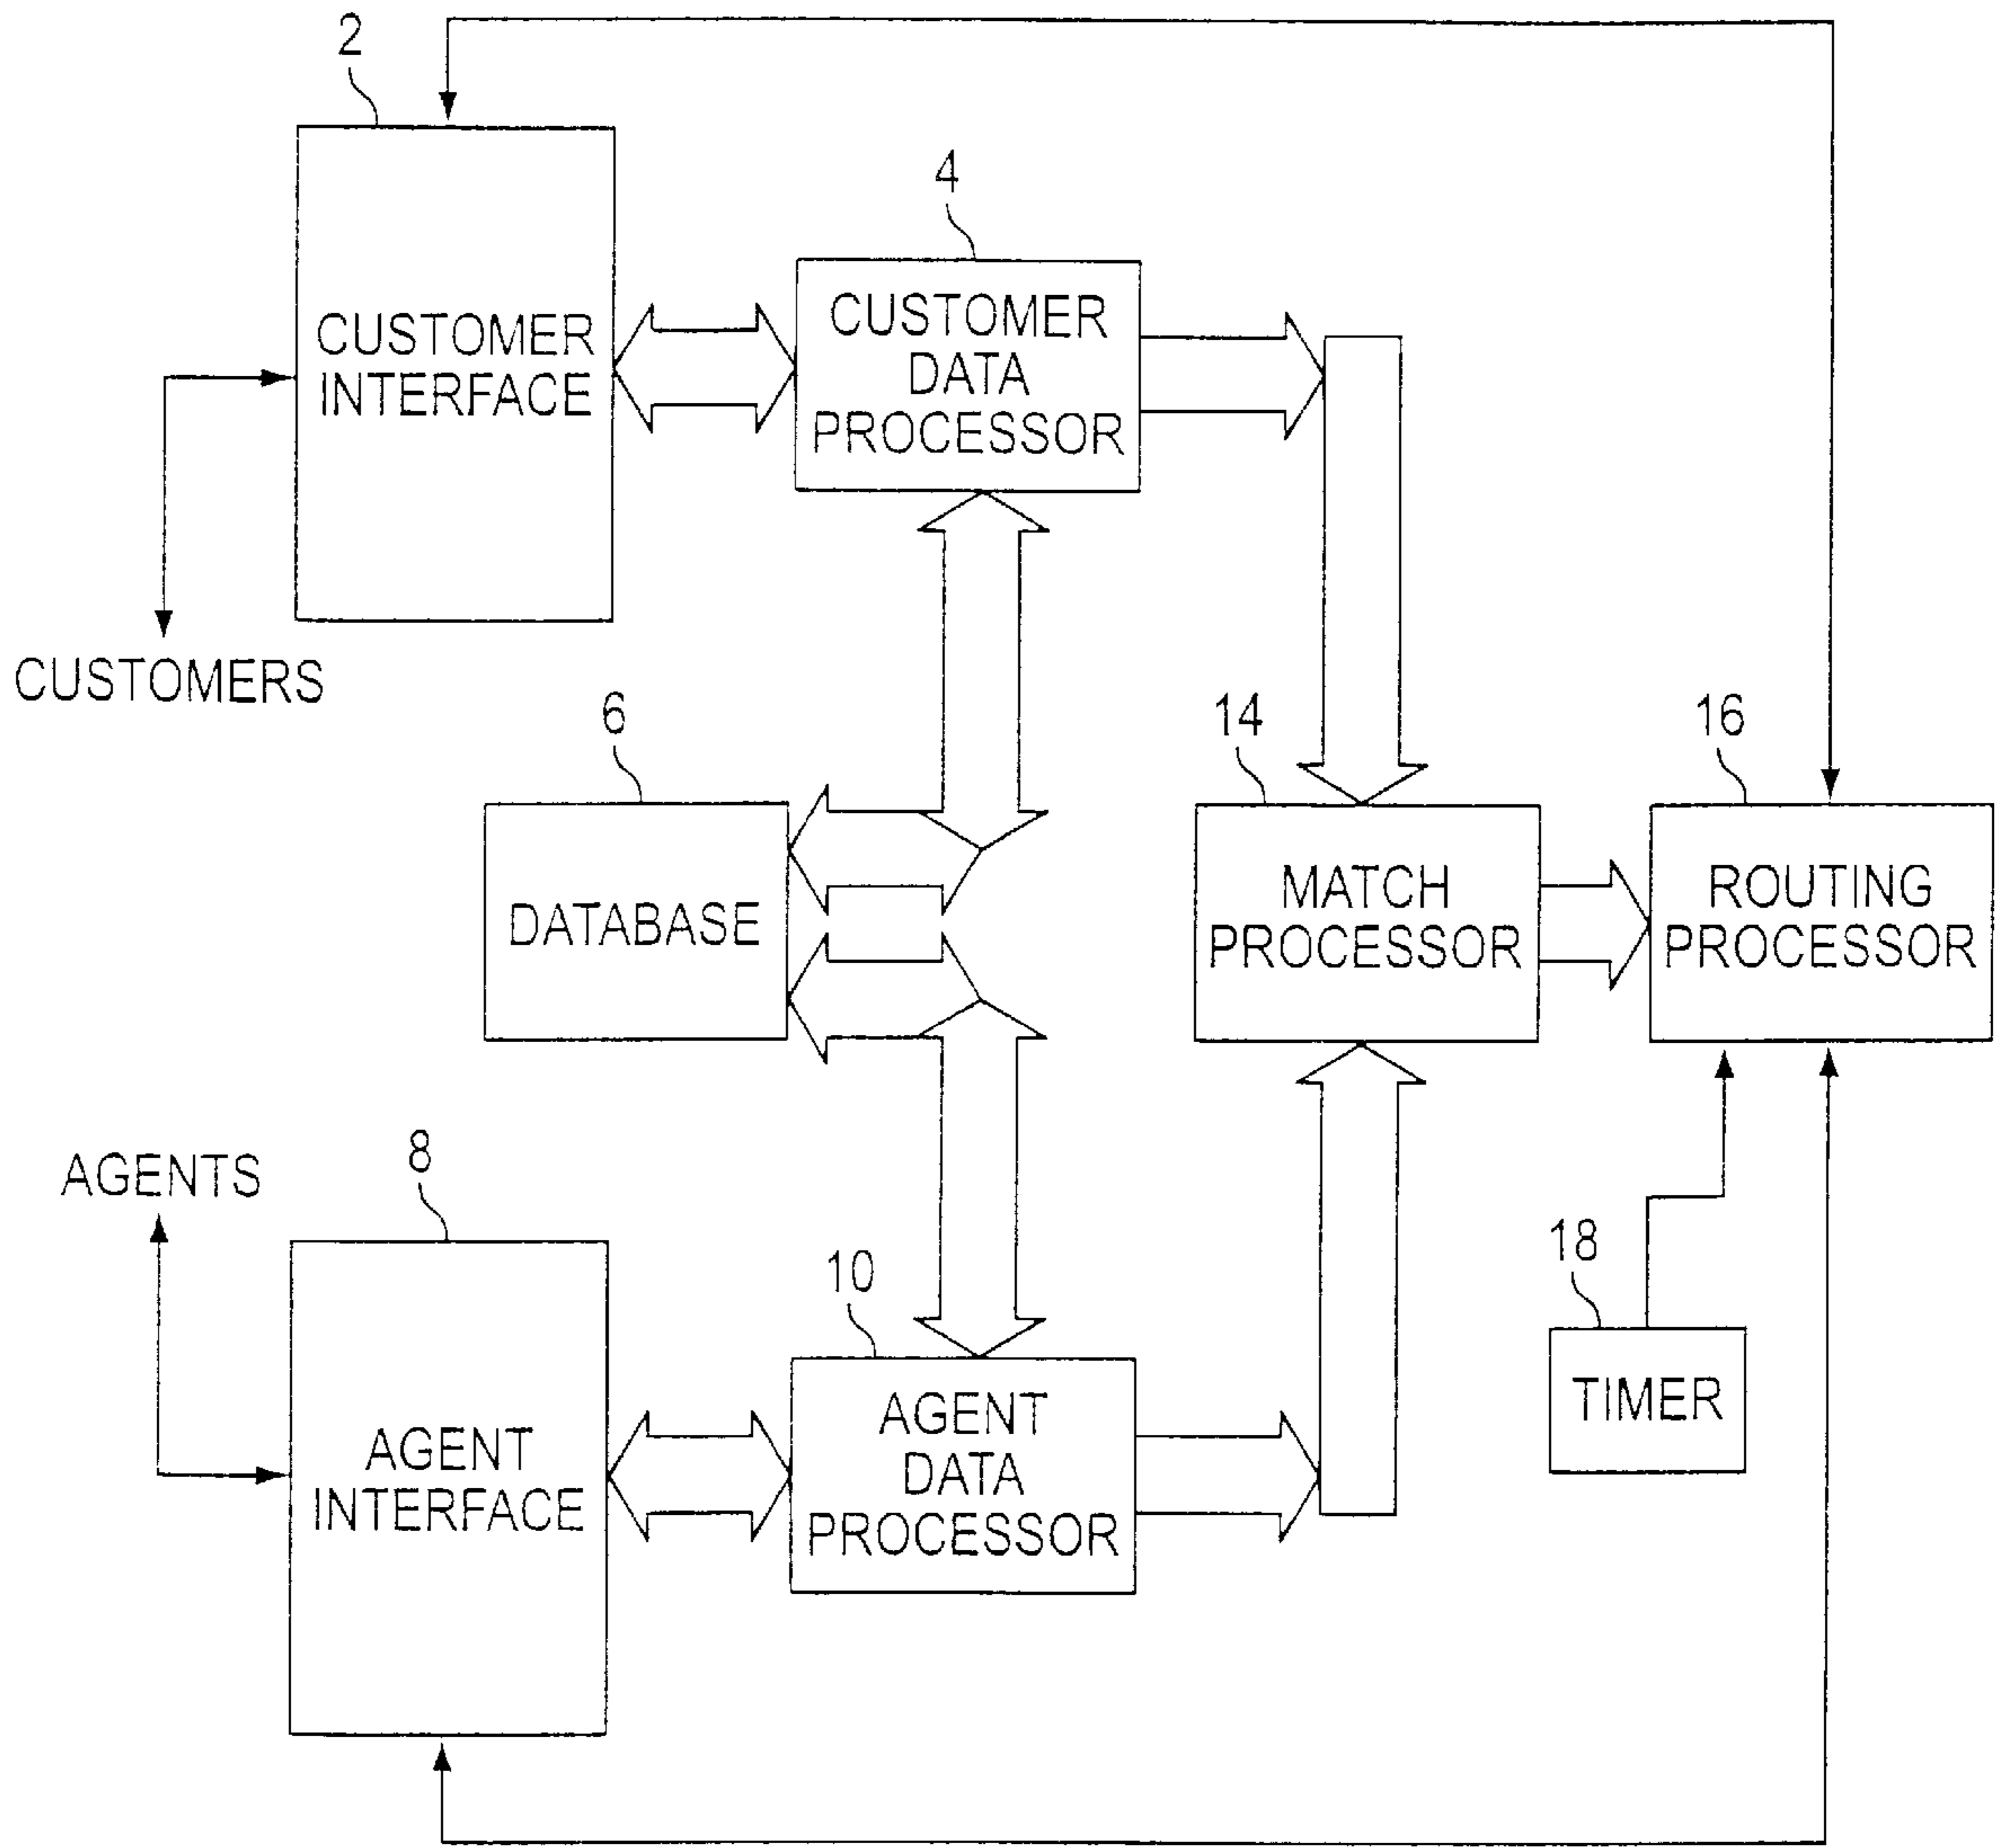 2
4
CUSTOMER
INTERFACE
CUSTOMER
DATA
PROCESSOR
CUSTOMERS
6
14
16
DATABASE
MATCH
PROCESSOR
ROUTING
PROCESSOR
AGENTS
8
10
18
AGENT
INTERFACE
AGENT
DATA
PROCESSOR
TIMER